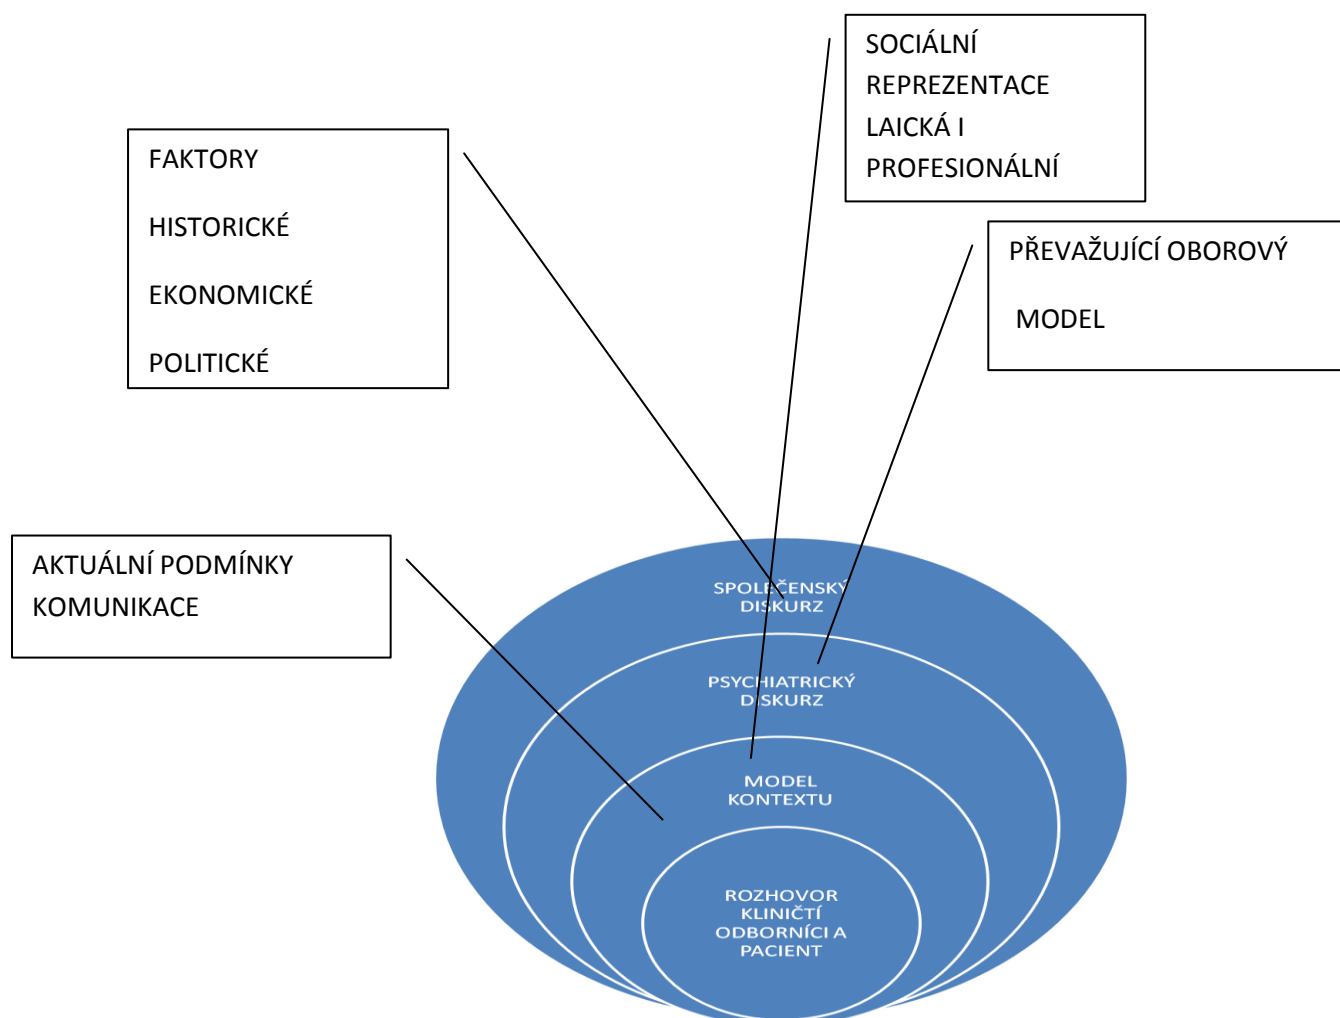 SOCIÁLNÍ
REPREZENTACE
LAICKÁ I
PROFESIONÁLNÍ
FAKTORY
HISTORICKÉ
EKONOMICKÉ
POLITICKÉ
PŘEVAŽUJÍCÍ OBOROVÝ
MODEL
AKTUÁLNÍ PODMÍNKY
KOMUNIKACE
SPOLEČENSKÝ
DISKURZ
PSYCHIATRICKÝ
DISKURZ
MODEL
KONTEXTU
ROZHOVOR
KLINIČTÍ
ODBORNÍCI A
PACIENT